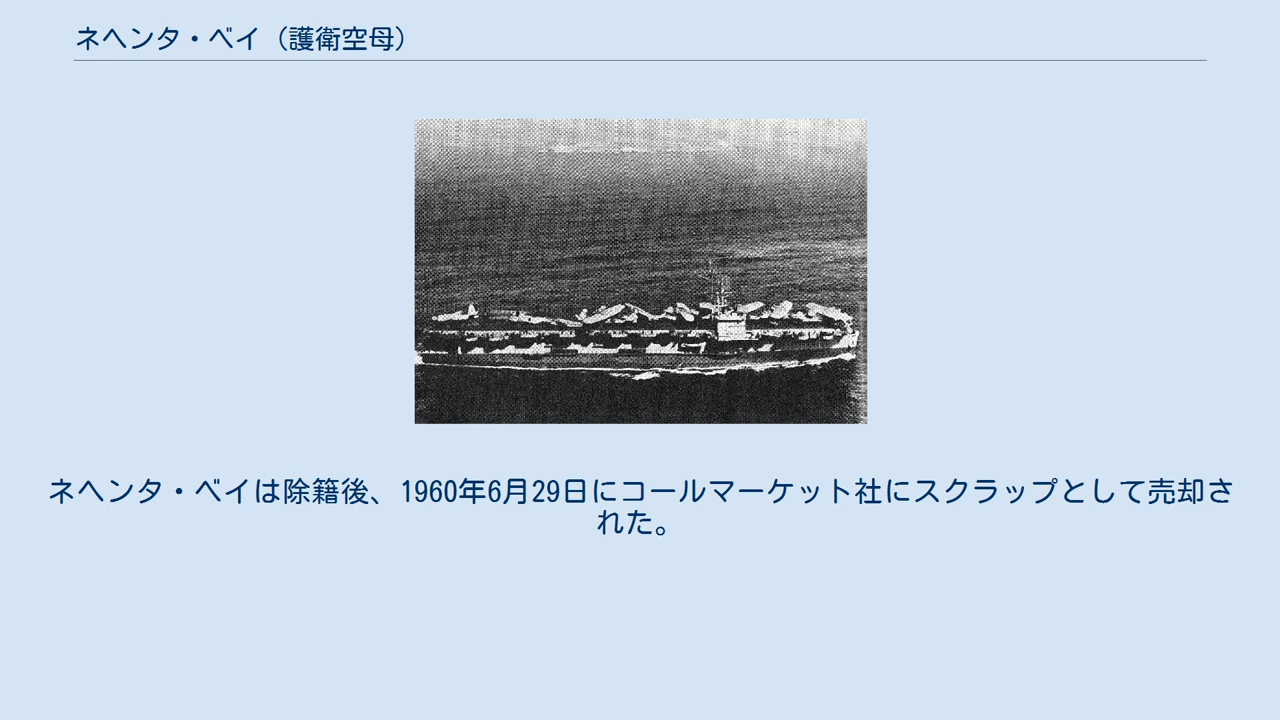 ネヘンタ・ベイ（護衛空母）
ネヘンタ・ベイは除籍後、1960年6月29日にコールマーケット社にスクラップとして売却さ
れた。